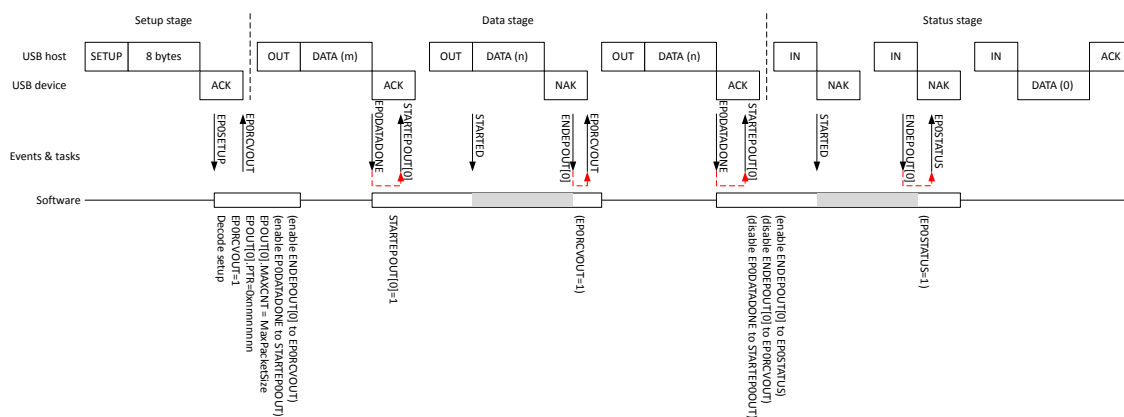 Setup stage
Data stage
Status stage
USB host
SETUP
8 bytes
OUT
DATA (m)
OUT
DATA (n)
OUT
DATA (n)
IN
IN
IN
ACK
USB device
ACK
ACK
NAK
ACK
NAK
NAK
DATA (0)
Events & tasks
EP0SETUP
EP0RCVOUT
EP0DATADONE
STARTEPOUT[0]
STARTED
ENDEPOUT[0]
EP0RCVOUT
EP0DATADONE
STARTEPOUT[0]
STARTED
ENDEPOUT[0]
EP0STATUS
Software
Decode setup
EP0RCVOUT=1
EPOUT[0].PTR=0xnnnnnnnn
EPOUT[0].MAXCNT = MaxPacketSize
(enable EP0DATADONE to STARTEP0OUT)
(enable ENDEPOUT[0] to EP0RCVOUT)
STARTEPOUT[0]=1
(EP0RCVOUT=1)
(disable EP0DATADONE to STARTEP0OUT)
(disable ENDEPOUT[0] to EP0RCVOUT)
(enable ENDEPOUT[0] to EP0STATUS)
(EP0STATUS=1)